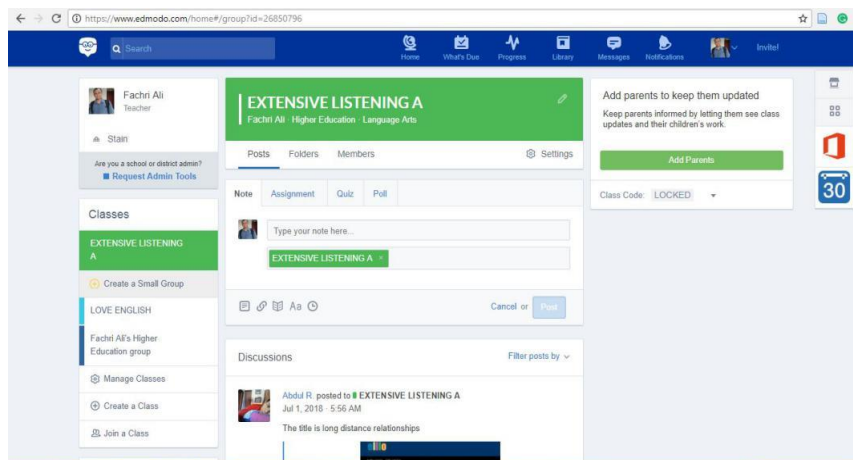 https://www.edmodo.com/home#/group?id=26850796
Search
Home
What's Due
Progress
Library
Messages
Notifications
Invite!
Fachri Ali
Teacher
Stain
Are you a school or district admin?
Request Admin Tools
Classes
EXTENSIVE LISTENING
A
Create a Small Group
LOVE ENGLISH
Fachri Ali's Higher
Education group
Manage Classes
Create a Class
Join a Class
EXTENSIVE LISTENING A
Fachri Ali · Higher Education · Language Arts
Posts Folders Members Settings
Note Assignment Quiz Poll
Type your note here...
EXTENSIVE LISTENING A ×
Aa
Cancel or Post
Discussions
Filter posts by
Abdul R. posted to EXTENSIVE LISTENING A
Jul 1, 2018 · 5:56 AM
The title is long distance relationships
Add parents to keep them updated
Keep parents informed by letting them see class
updates and their children's work.
Add Parents
Class Code: LOCKED
30